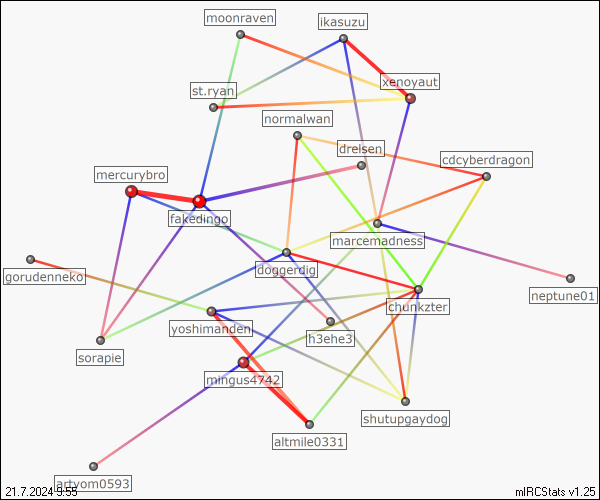 moonraven
ikasuzu
xenoyaut
st.ryan
normalwan
dreisen
cdcyberdragon
mercurybro
fakedingo
marcemadness
doggerdig
gorudenneko
neptune01
chunkzter
yoshimanden
h3ehe3
sorapie
mingus4742
shutupgaydog
altmile0331
artyom0593
21.7.2024 9:55
mIRCStats v1.25